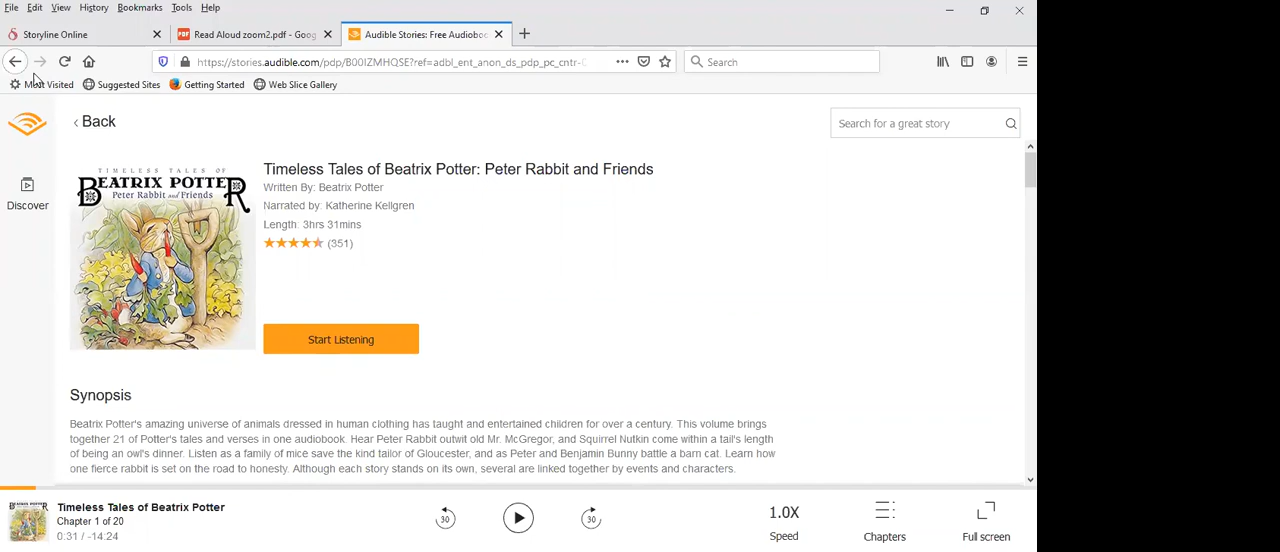 File Edit View History Bookmarks Tools Help
Storyline Online
Read Aloud zoom2.pdf - Goog
Audible Stories: Free Audioboo
https://stories.audible.com/pdp/B00IZMHQSE?ref=adbl_ent_anon_ds_pdp_pc_cntr-
Search
Most Visited Suggested Sites Getting Started Web Slice Gallery
‹ Back
Search for a great story
Discover
TIMELESS TALES OF
BEATRIX POTTER
Peter Rabbit and Friends
Timeless Tales of Beatrix Potter: Peter Rabbit and Friends
Written By: Beatrix Potter
Narrated by: Katherine Kellgren
Length: 3hrs 31mins
(351)
Start Listening
Synopsis
Beatrix Potter's amazing universe of animals dressed in human clothing has taught and entertained children for over a century. This volume brings
together 21 of Potter's tales and verses in one audiobook. Hear Peter Rabbit outwit old Mr. McGregor, and Squirrel Nutkin come within a tail's length
of being an owl's dinner. Listen as a family of mice save the kind tailor of Gloucester, and as Peter and Benjamin Bunny battle a barn cat. Learn how
one fierce rabbit is set on the road to honesty. Although each story stands on its own, several are linked together by events and characters.
Timeless Tales of Beatrix Potter
Chapter 1 of 20
0:31 / -14:24
30
30
1.0X
Speed
Chapters
Full screen